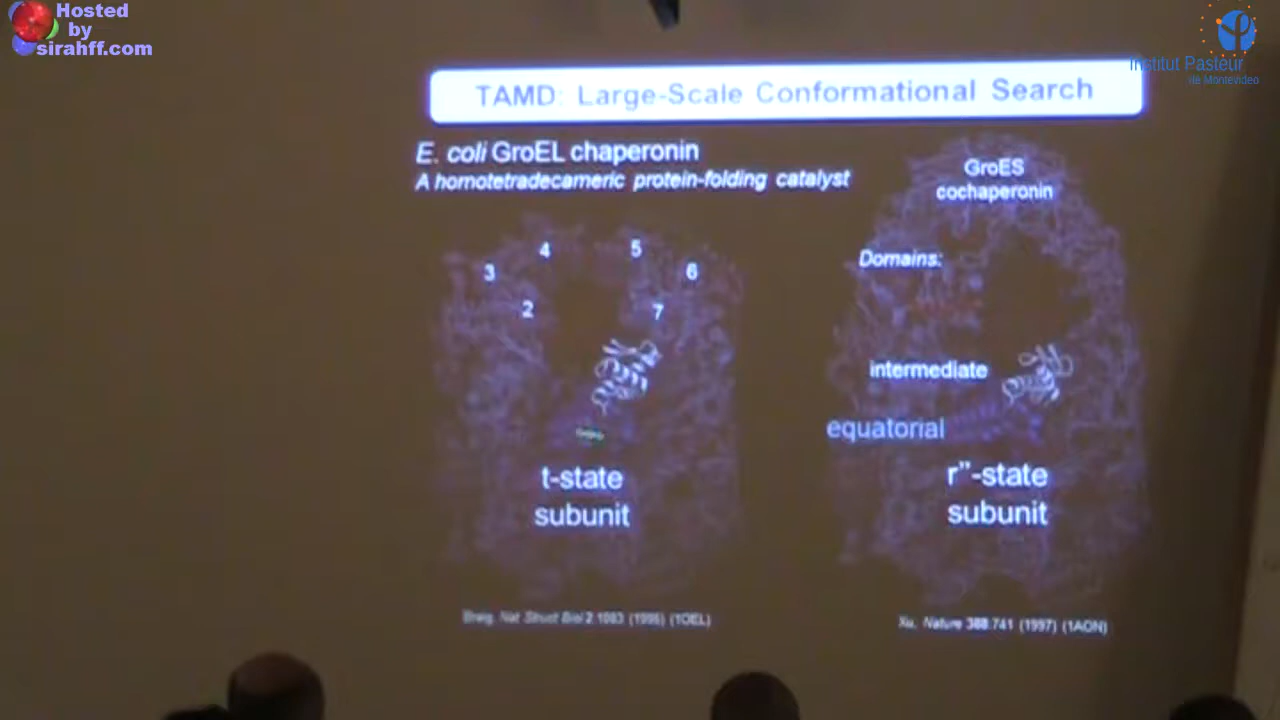 Hosted
by
sirahff.com
Institut Pasteur
de Montevideo
TAMD: Large-Scale Conformational Search
E. coli GroEL chaperonin
A homotetradecameric protein-folding catalyst
GroES
cochaperonin
4
5
3
6
2
7
Domains:
intermediate
equatorial
t-state
subunit
r”-state
subunit
Braig, Nat Struct Biol 2:1083 (1995) (1OEL)
Xu, Nature 388:741 (1997) (1AON)